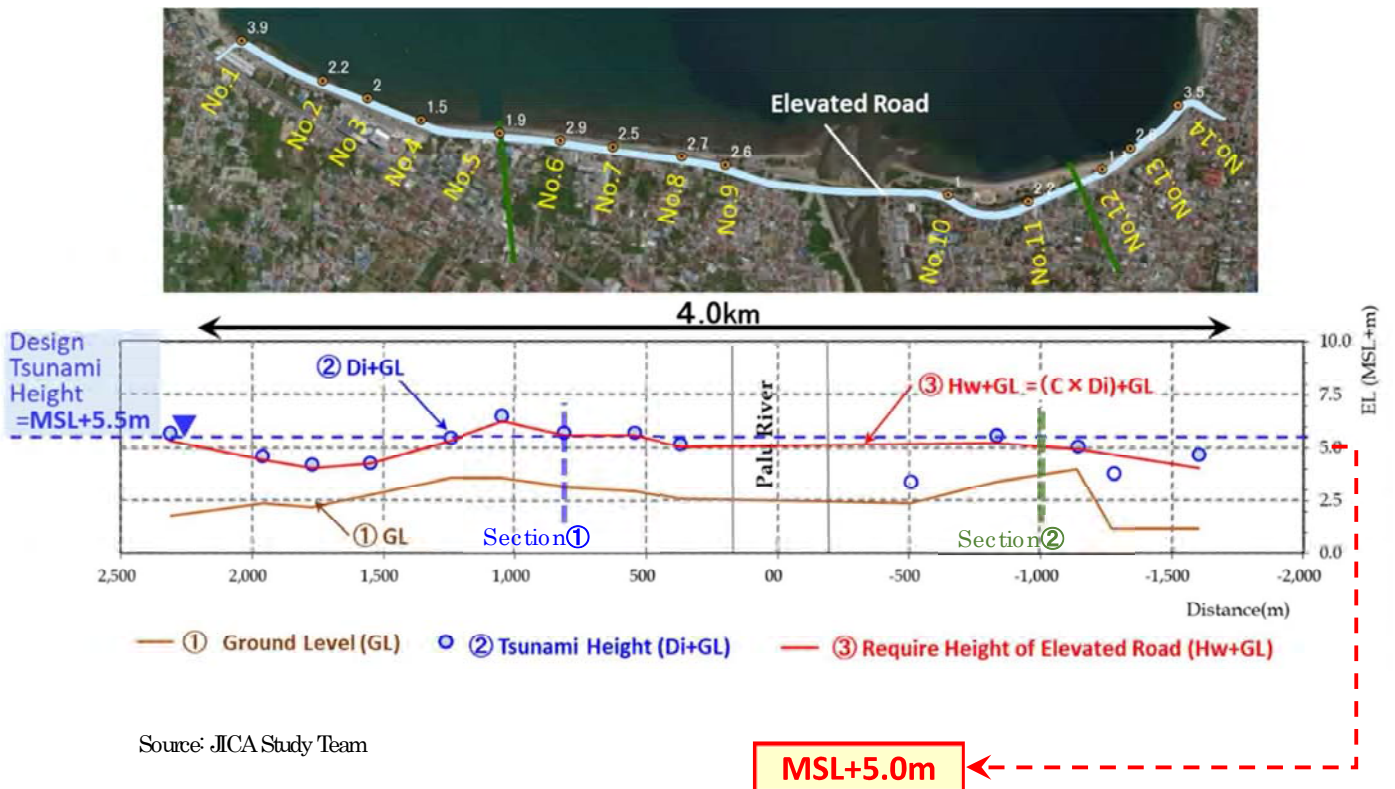 3.9
2.2
2
1.5
1.9
2.9
2.5
2.7
2.6
1
2.2
3.5
Elevated Road
No.1
No.2
No.3
No.4
No.5
No.6
No.7
No.8
No.9
No.10
No.11
No.12
No.13
No.14
4.0km
Design
Tsunami
Height
=MSL+5.5m
② Di+GL
③ Hw+GL =(C × Di)+GL
Palu River
① GL
Section①
Section②
10.0
7.5
5.0
2.5
0.0
EL (MSL+m)
2,500
2,000
1,500
1,000
500
00
-500
-1,000
-1,500
-2,000
Distance(m)
① Ground Level (GL)
② Tsunami Height (Di+GL)
③ Require Height of Elevated Road (Hw+GL)
Source: JICA Study Team
MSL+5.0m